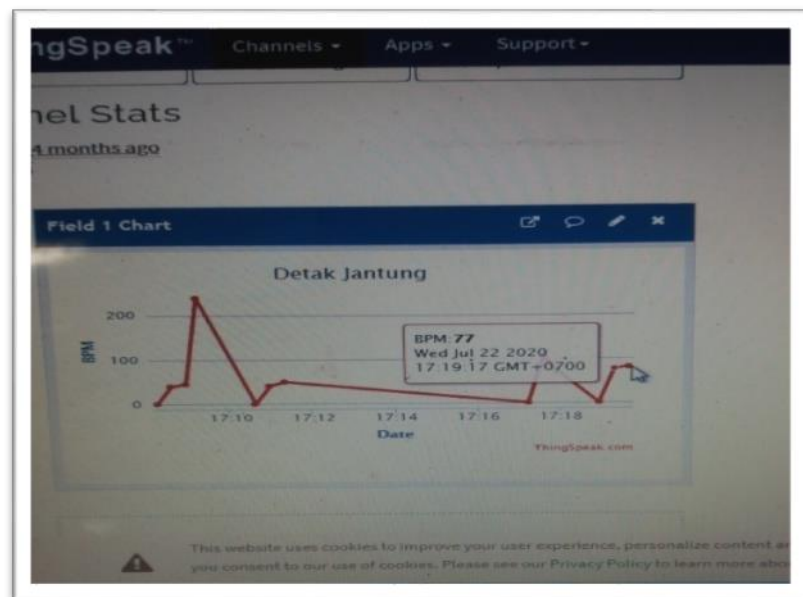 ngSpeak™ Channels Apps Support
nel Stats
4 months ago
Field 1 Chart
Detak Jantung
200
BPM: 77
Wed Jul 22 2020
17:19:17 GMT+0700
100
BPM
0
17:10 17:12 17:14 17:16 17:18
Date
ThingSpeak.com
This website uses cookies to improve your user experience, personalize content a
you consent to our use of cookies. Please see our Privacy Policy to learn more abo